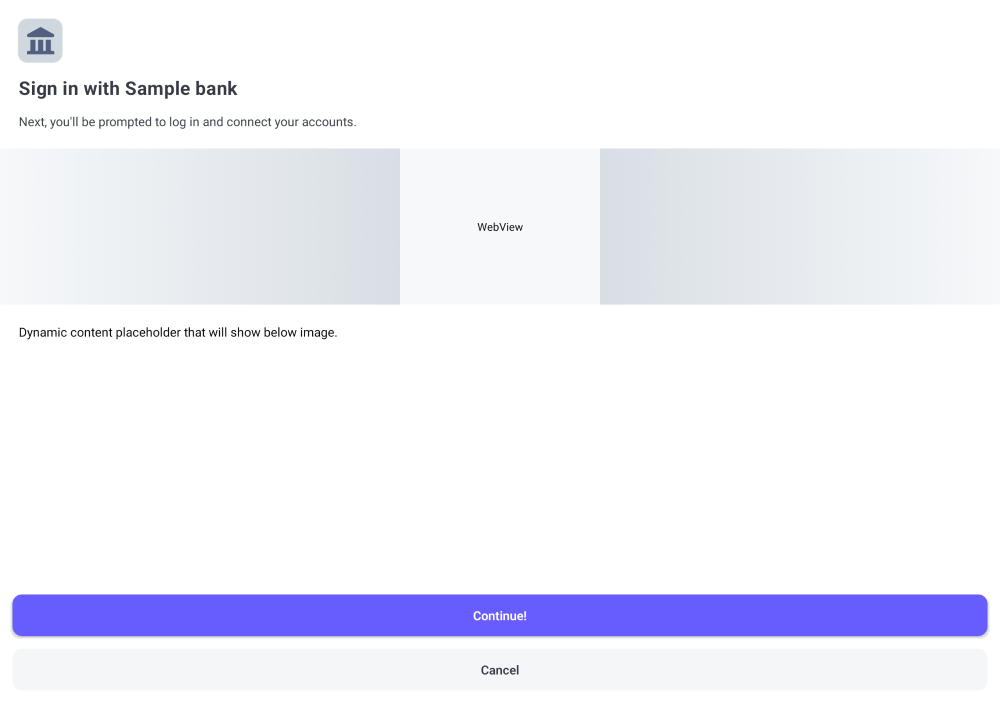 Sign in with Sample bank
Next, you'll be prompted to log in and connect your accounts.
WebView
Dynamic content placeholder that will show below image.
Continue!
Cancel